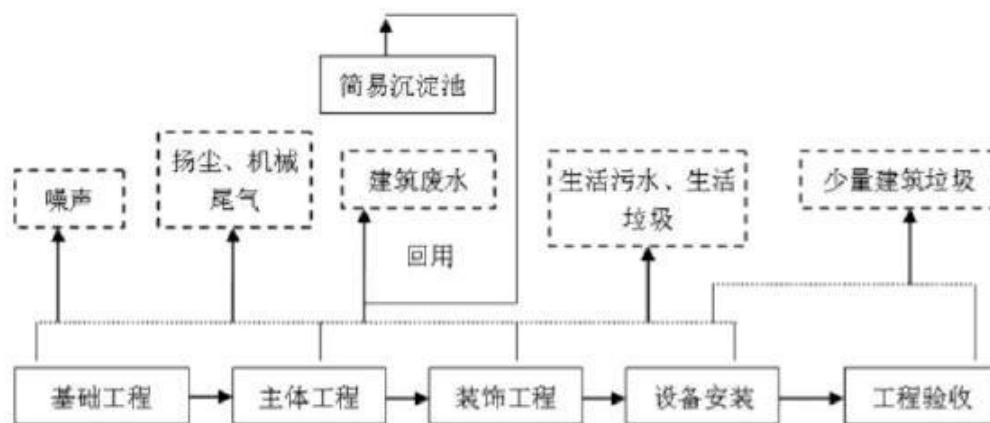 简易沉淀池
噪声
扬尘、机械
尾气
建筑废水
生活污水、生活
垃圾
少量建筑垃圾
回用
基础工程
主体工程
装饰工程
设备安装
工程验收